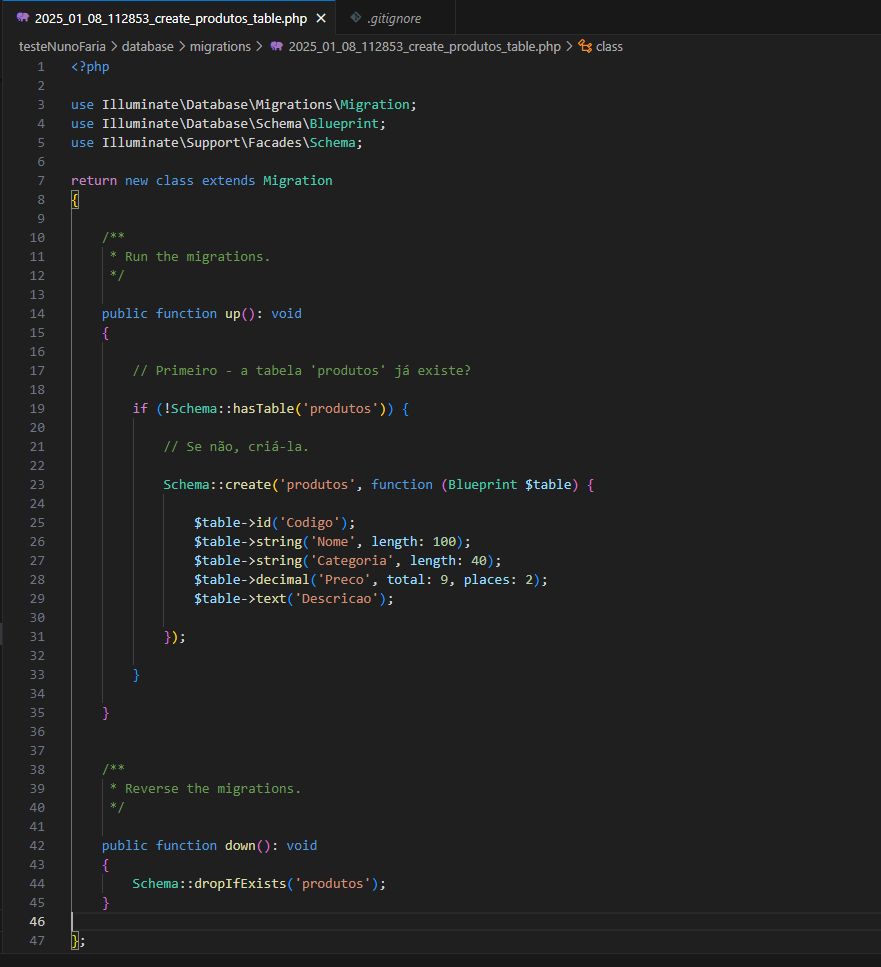 2025_01_08_112853_create_produtos_table.php
.gitignore
testeNunoFaria > database > migrations > 2025_01_08_112853_create_produtos_table.php > class
1 <?php
2
3 use Illuminate\Database\Migrations\Migration;
4 use Illuminate\Database\Schema\Blueprint;
5 use Illuminate\Support\Facades\Schema;
6
7 return new class extends Migration
8 {
9
10     /**
11      * Run the migrations.
12      */
13
14     public function up(): void
15     {
16
17         // Primeiro - a tabela 'produtos' já existe?
18
19         if (!Schema::hasTable('produtos')) {
20
21             // Se não, criá-la.
22
23             Schema::create('produtos', function (Blueprint $table) {
24
25                 $table->id('Codigo');
26                 $table->string('Nome', length: 100);
27                 $table->string('Categoria', length: 40);
28                 $table->decimal('Preco', total: 9, places: 2);
29                 $table->text('Descricao');
30
31             });
32
33         }
34
35     }
36
37
38     /**
39      * Reverse the migrations.
40      */
41
42     public function down(): void
43     {
44         Schema::dropIfExists('produtos');
45     }
46
47 };